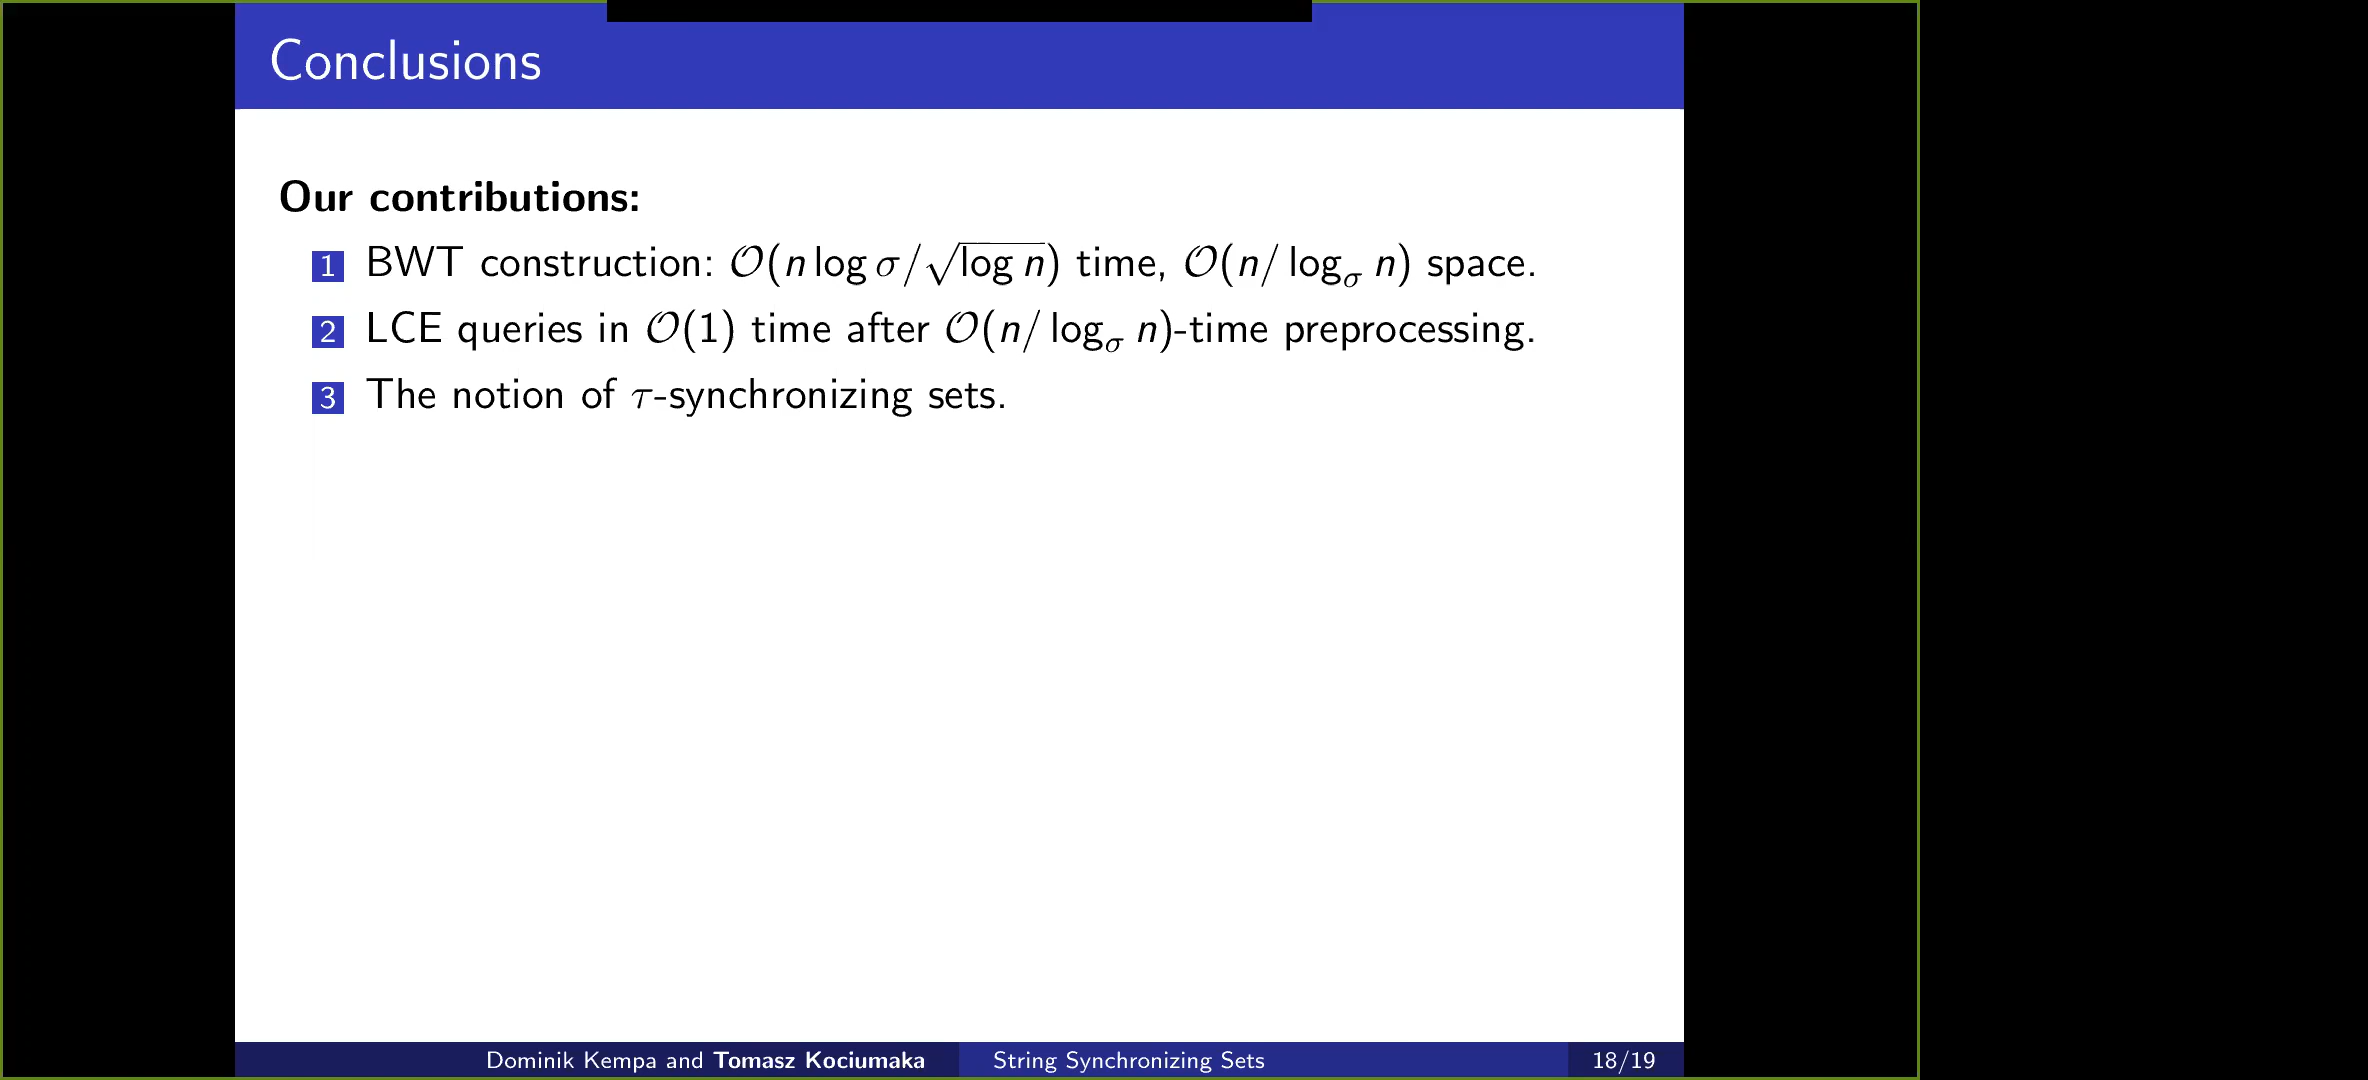 Conclusions
Our contributions:
1 BWT construction: 𝒪(n log σ/√log n) time, 𝒪(n/ log_σ n) space.
2 LCE queries in 𝒪(1) time after 𝒪(n/ log_σ n)-time preprocessing.
3 The notion of τ-synchronizing sets.
Dominik Kempa and Tomasz Kociumaka String Synchronizing Sets 18/19